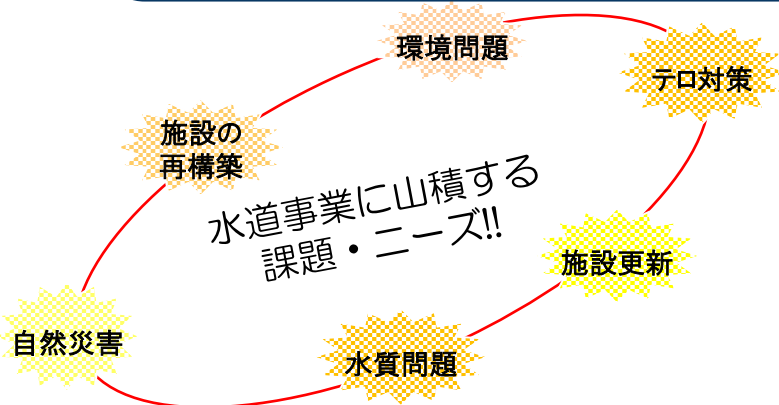 環境問題
テロ対策
施設の
再構築
水道事業に山積する
課題・ニーズ!!
施設更新
自然災害
水質問題